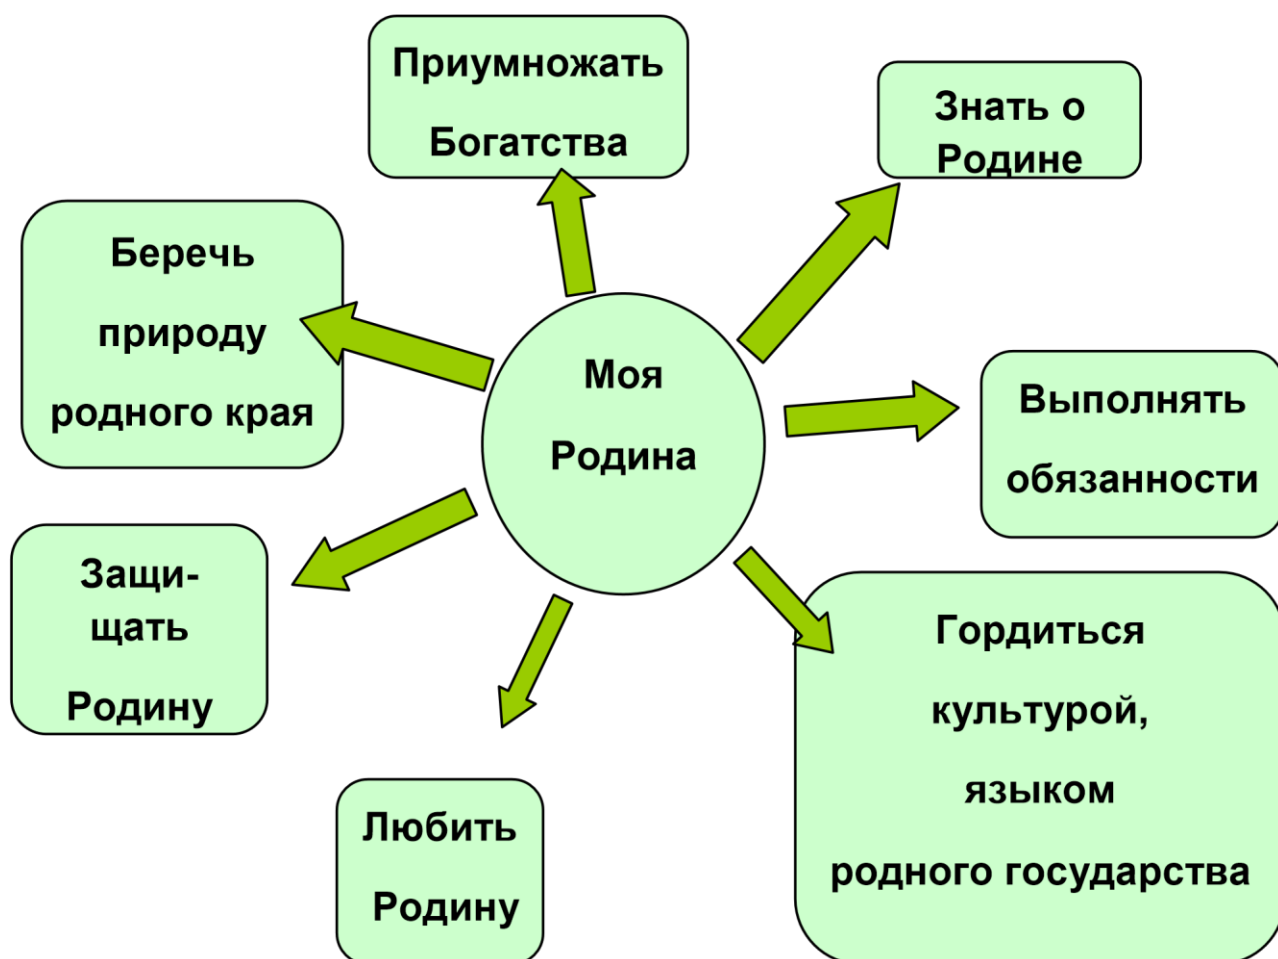 Приумножать
Богатства
Знать о
Родине
Беречь
природу
родного края
Моя
Родина
Выполнять
обязанности
Защи-
щать
Родину
Гордиться
культурой,
языком
родного государства
Любить
Родину